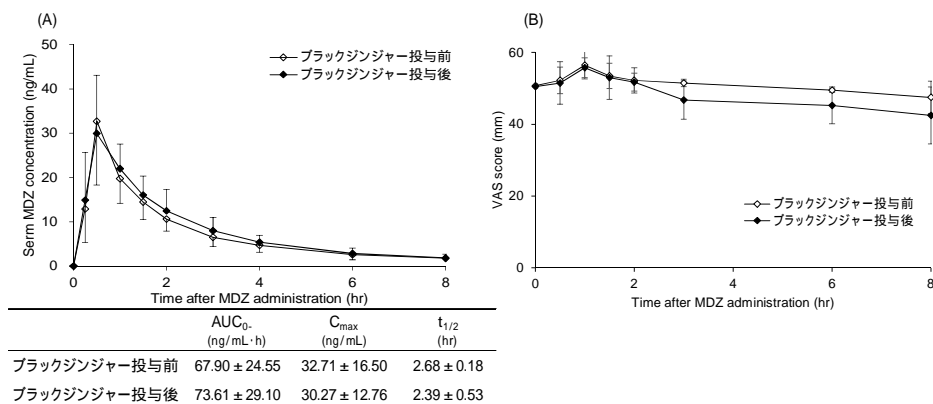 (A)
50
40
30
20
10
0
Serm MDZ concentration (ng/mL)
ブラックジンジャー投与前
ブラックジンジャー投与後
0 2 4 6 8
Time after MDZ administration (hr)
(B)
60
40
20
0
VAS score (mm)
ブラックジンジャー投与前
ブラックジンジャー投与後
0 2 4 6 8
Time after MDZ administration (hr)
AUC0- Cmax t1/2
(ng/mL·h) (ng/mL) (hr)
ブラックジンジャー投与前 67.90 ± 24.55 32.71 ± 16.50 2.68 ± 0.18
ブラックジンジャー投与後 73.61 ± 29.10 30.27 ± 12.76 2.39 ± 0.53